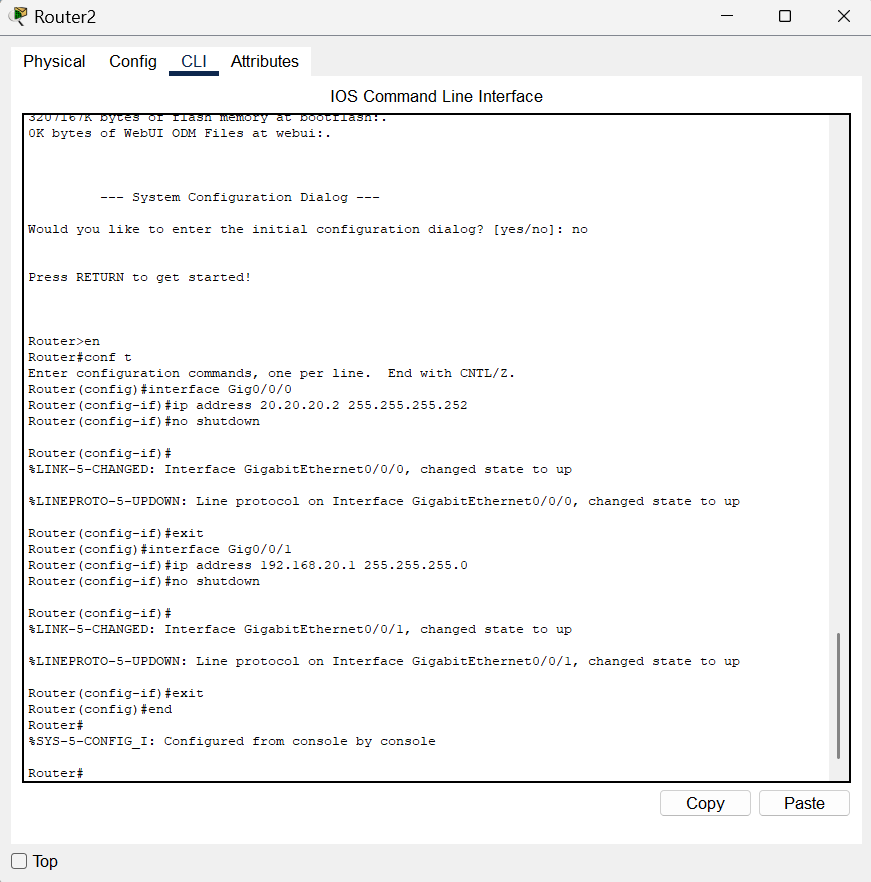 Router2
Physical Config CLI Attributes
IOS Command Line Interface
3207167K bytes of flash memory at bootflash:.
0K bytes of WebUI ODM Files at webui:.
--- System Configuration Dialog ---
Would you like to enter the initial configuration dialog? [yes/no]: no
Press RETURN to get started!
Router>en
Router#conf t
Enter configuration commands, one per line.  End with CNTL/Z.
Router(config)#interface Gig0/0/0
Router(config-if)#ip address 20.20.20.2 255.255.255.252
Router(config-if)#no shutdown
Router(config-if)#
%LINK-5-CHANGED: Interface GigabitEthernet0/0/0, changed state to up
%LINEPROTO-5-UPDOWN: Line protocol on Interface GigabitEthernet0/0/0, changed state to up
Router(config-if)#exit
Router(config)#interface Gig0/0/1
Router(config-if)#ip address 192.168.20.1 255.255.255.0
Router(config-if)#no shutdown
Router(config-if)#
%LINK-5-CHANGED: Interface GigabitEthernet0/0/1, changed state to up
%LINEPROTO-5-UPDOWN: Line protocol on Interface GigabitEthernet0/0/1, changed state to up
Router(config-if)#exit
Router(config)#end
Router#
%SYS-5-CONFIG_I: Configured from console by console
Router#
Copy Paste
Top